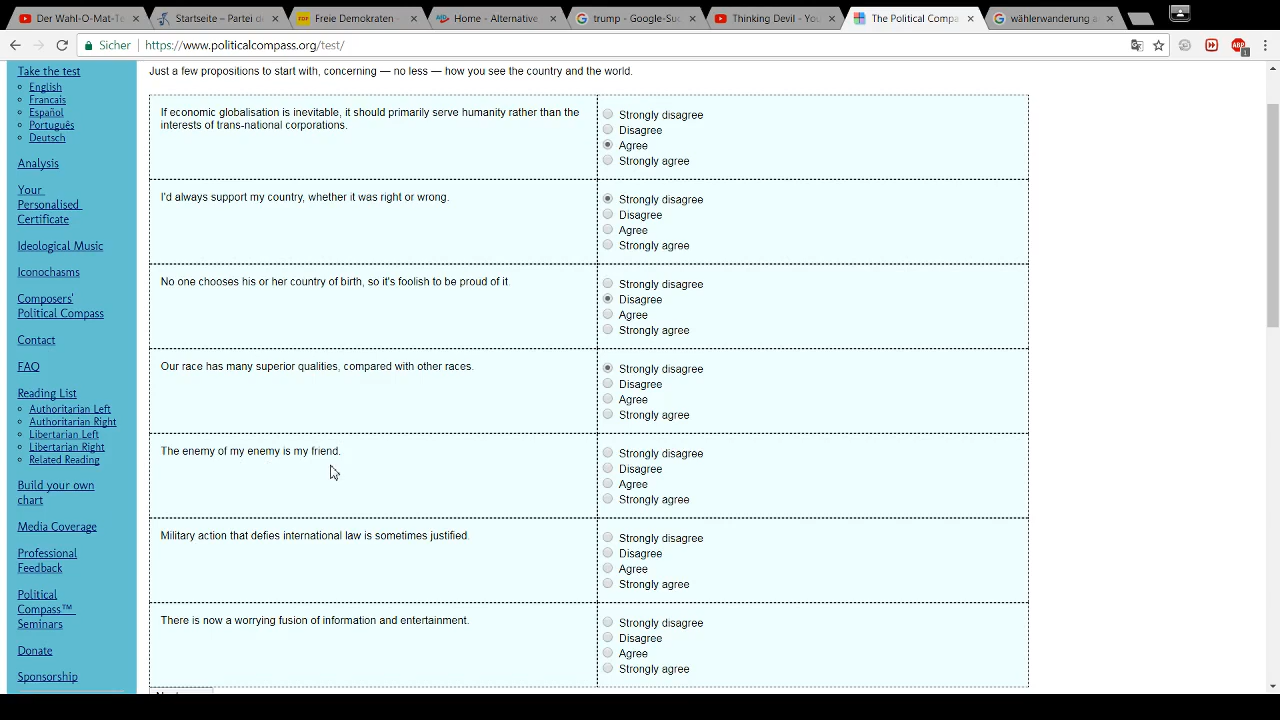 Der Wahl-O-Mat-Te
Startseite – Partei de
Freie Demokraten -
Home - Alternative
trump - Google-Suc
Thinking Devil - You
The Political Compa
wählerwanderung a
Sicher
https://www.politicalcompass.org/test/
Take the test
English
Francais
Español
Português
Deutsch
Analysis
Your
Personalised
Certificate
Ideological Music
Iconochasms
Composers'
Political Compass
Contact
FAQ
Reading List
Authoritarian Left
Authoritarian Right
Libertarian Left
Libertarian Right
Related Reading
Build your own
chart
Media Coverage
Professional
Feedback
Political
Compass™
Seminars
Donate
Sponsorship
Just a few propositions to start with, concerning — no less — how you see the country and the world.
If economic globalisation is inevitable, it should primarily serve humanity rather than the
interests of trans-national corporations.
Strongly disagree
Disagree
Agree
Strongly agree
I'd always support my country, whether it was right or wrong.
Strongly disagree
Disagree
Agree
Strongly agree
No one chooses his or her country of birth, so it's foolish to be proud of it.
Strongly disagree
Disagree
Agree
Strongly agree
Our race has many superior qualities, compared with other races.
Strongly disagree
Disagree
Agree
Strongly agree
The enemy of my enemy is my friend.
Strongly disagree
Disagree
Agree
Strongly agree
Military action that defies international law is sometimes justified.
Strongly disagree
Disagree
Agree
Strongly agree
There is now a worrying fusion of information and entertainment.
Strongly disagree
Disagree
Agree
Strongly agree